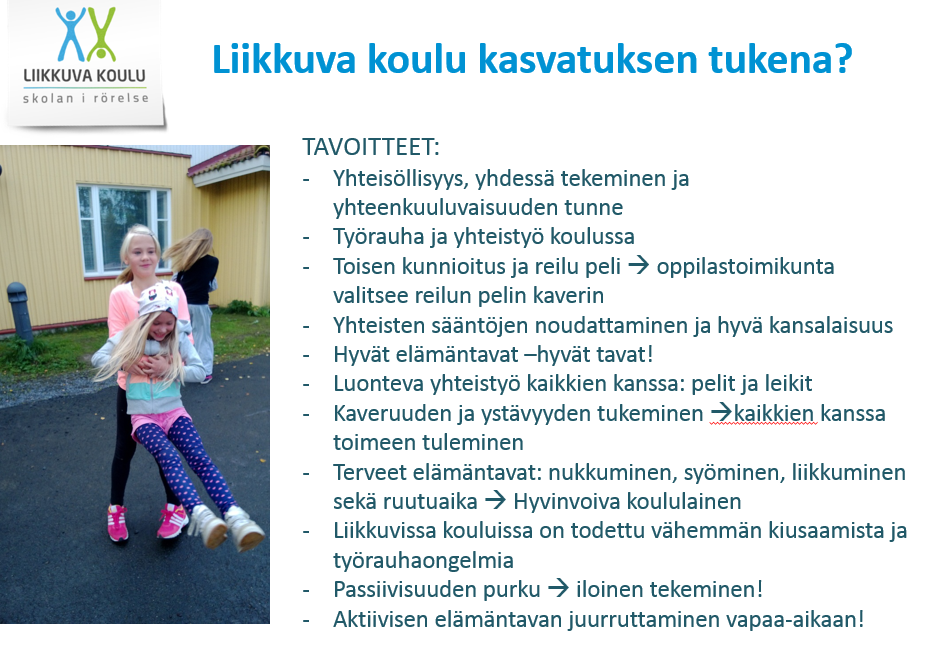 LIIKKUVA KOULU
skolan i rörelse
Liikkuva koulu kasvatuksen tukena?
TAVOITTEET:
- Yhteisöllisyys, yhdessä tekeminen ja
yhteenkuuluvaisuuden tunne
- Työrauha ja yhteistyö koulussa
- Toisen kunnioitus ja reilu peli → oppilastoimikunta
valitsee reilun pelin kaverin
- Yhteisten sääntöjen noudattaminen ja hyvä kansalaisuus
- Hyvät elämäntavat –hyvät tavat!
- Luonteva yhteistyö kaikkien kanssa: pelit ja leikit
- Kaveruuden ja ystävyyden tukeminen →kaikkien kanssa
toimeen tuleminen
- Terveet elämäntavat: nukkuminen, syöminen, liikkuminen
sekä ruutuaika → Hyvinvoiva koululainen
- Liikkuvissa kouluissa on todettu vähemmän kiusaamista ja
työrauhaongelmia
- Passiivisuuden purku → iloinen tekeminen!
- Aktiivisen elämäntavan juurruttaminen vapaa-aikaan!